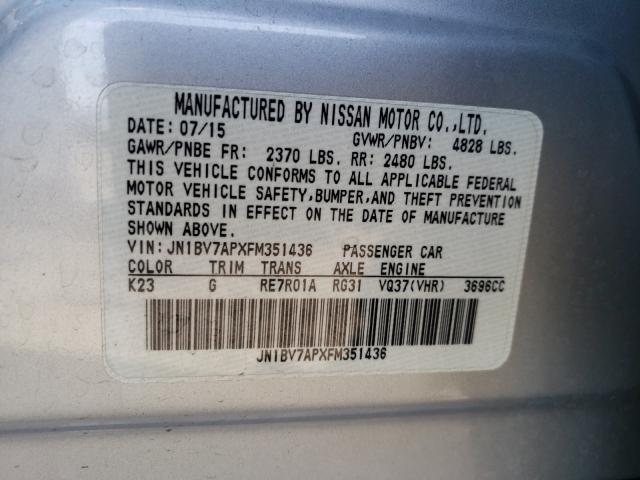 MANUFACTURED BY NISSAN MOTOR CO.,LTD.
DATE: 07/15 GVWR/PNBV: 4828 LBS.
GAWR/PNBE FR: 2370 LBS. RR: 2480 LBS.
THIS VEHICLE CONFORMS TO ALL APPLICABLE FEDERAL
MOTOR VEHICLE SAFETY,BUMPER,AND THEFT PREVENTION
STANDARDS IN EFFECT ON THE DATE OF MANUFACTURE
SHOWN ABOVE.
VIN: JN1BV7APXFM351436 PASSENGER CAR
COLOR TRIM TRANS AXLE ENGINE
K23 G RE7R01A RG31 VQ37(VHR) 3696CC
JN1BV7APXFM351436